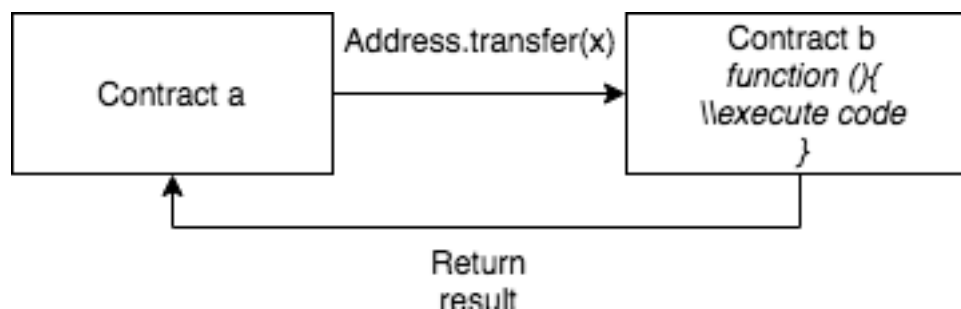 Contract a
Address.transfer(x)
Contract b
function (){
\\execute code
}
Return
result